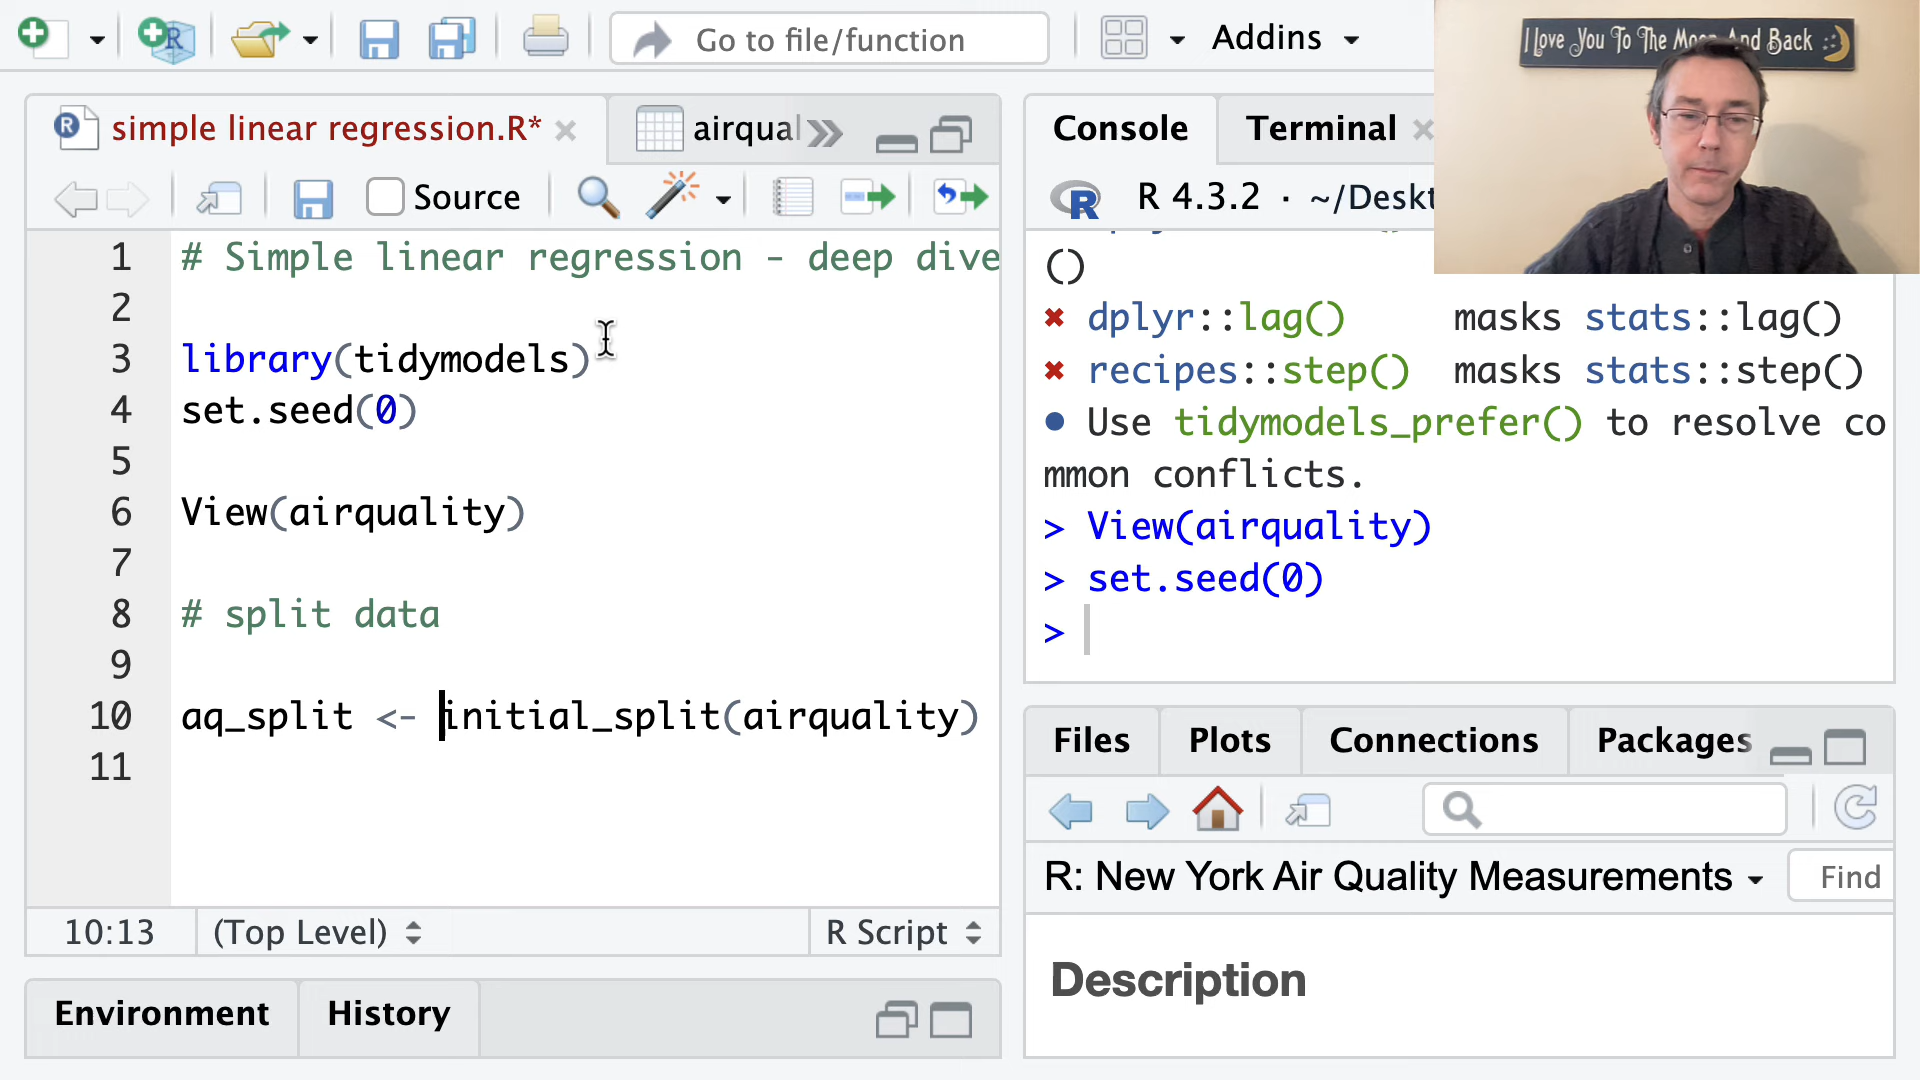 Go to file/function
Addins
I Love You To The Moon And Back
simple linear regression.R*
airqual
Source
1 # Simple linear regression - deep dive
2
3 library(tidymodels)
4 set.seed(0)
5
6 View(airquality)
7
8 # split data
9
10 aq_split <- initial_split(airquality)
11
10:13
(Top Level)
R Script
Environment
History
Console
Terminal
R 4.3.2 · ~/Deskt
()
✖ dplyr::lag() masks stats::lag()
✖ recipes::step() masks stats::step()
• Use tidymodels_prefer() to resolve co
mmon conflicts.
> View(airquality)
> set.seed(0)
>
Files
Plots
Connections
Packages
R: New York Air Quality Measurements
Find
Description